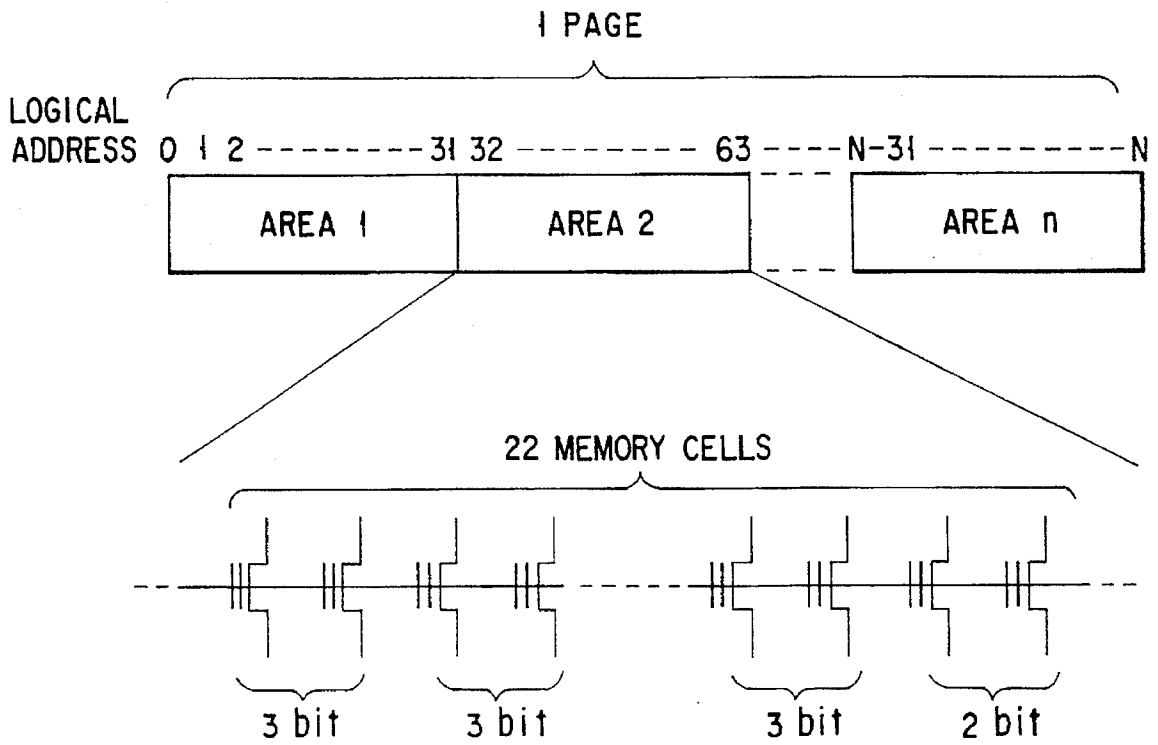 1 PAGE
LOGICAL
ADDRESS 0 1 2 -------- 31 32 -------- 63 ---- N-31 -------- N
AREA 1 AREA 2 AREA n
22 MEMORY CELLS
3 bit 3 bit 3 bit 2 bit